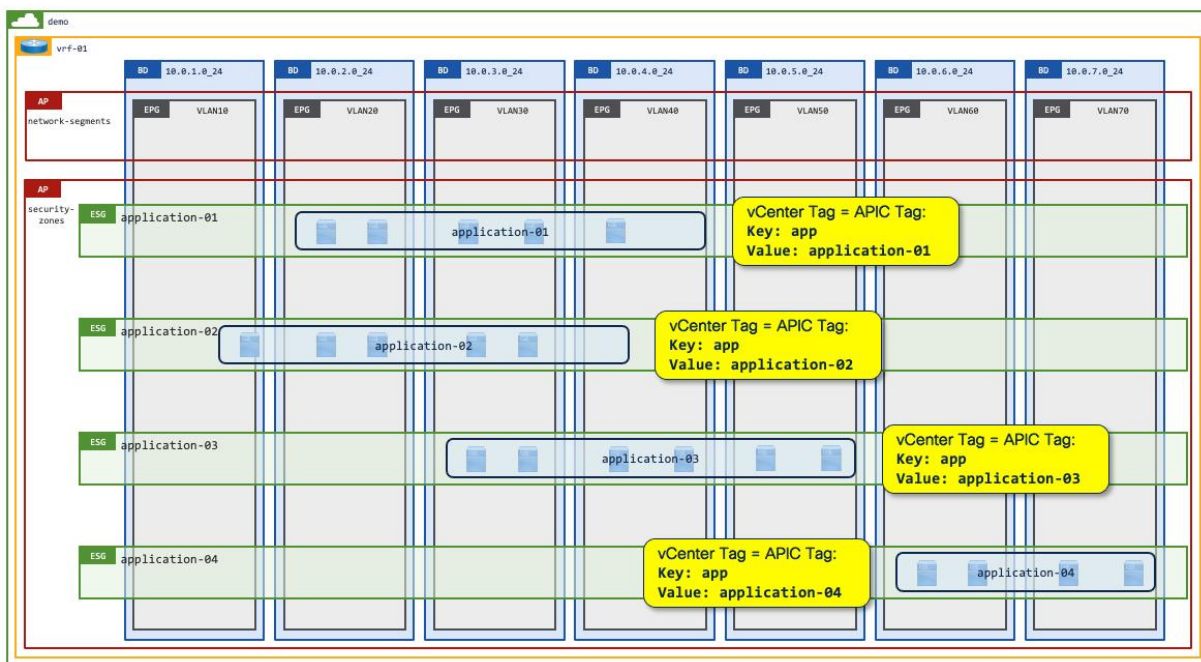 demo
vrf-01
BD 10.0.1.0_24
BD 10.0.2.0_24
BD 10.0.3.0_24
BD 10.0.4.0_24
BD 10.0.5.0_24
BD 10.0.6.0_24
BD 10.0.7.0_24
AP
network-segments
EPG VLAN10
EPG VLAN20
EPG VLAN30
EPG VLAN40
EPG VLAN50
EPG VLAN60
EPG VLAN70
AP
security-
zones
ESG application-01
application-01
vCenter Tag = APIC Tag:
Key: app
Value: application-01
ESG application-02
application-02
vCenter Tag = APIC Tag:
Key: app
Value: application-02
ESG application-03
application-03
vCenter Tag = APIC Tag:
Key: app
Value: application-03
ESG application-04
vCenter Tag = APIC Tag:
Key: app
Value: application-04
application-04